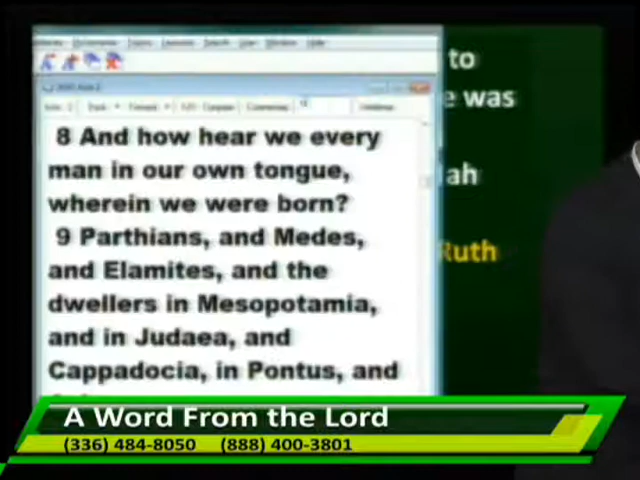 to
e was
ah
Ruth
8 And how hear we every
man in our own tongue,
wherein we were born?
9 Parthians, and Medes,
and Elamites, and the
dwellers in Mesopotamia,
and in Judaea, and
Cappadocia, in Pontus, and
A Word From the Lord
(336) 484-8050 (888) 400-3801